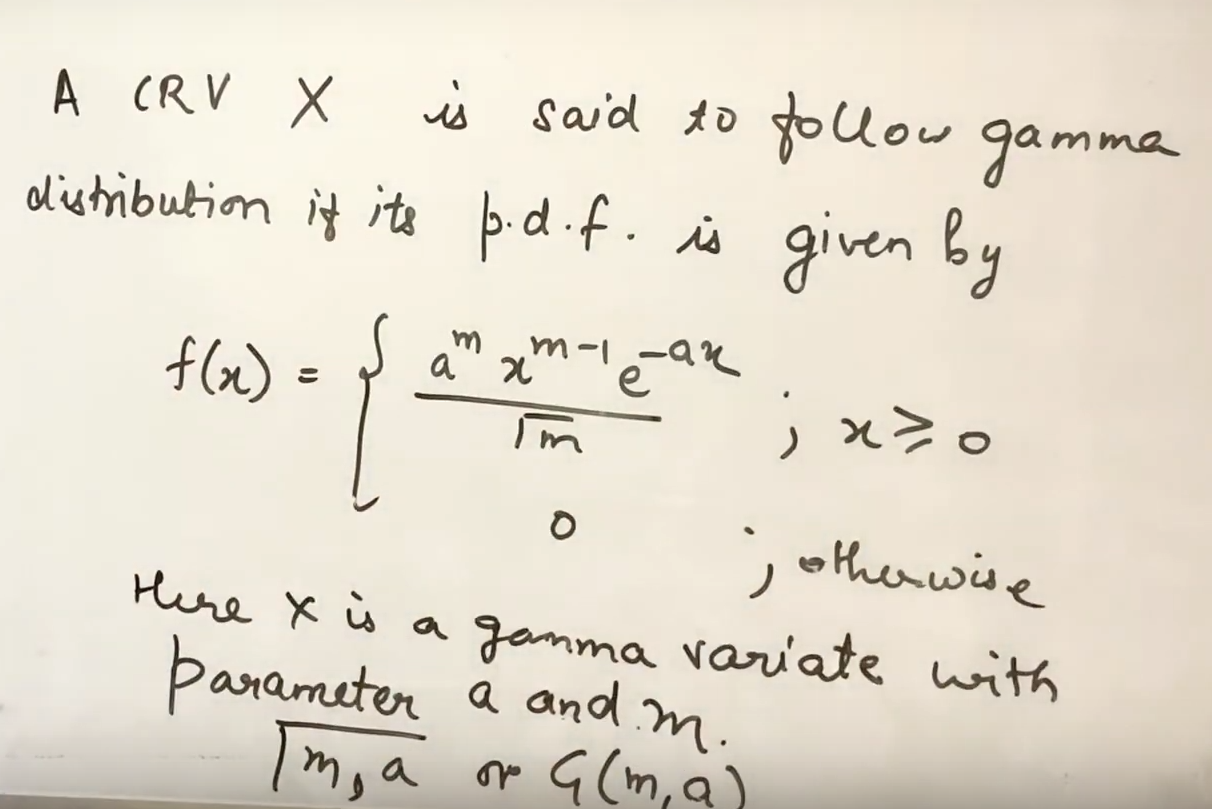 A CRV X is said to follow gamma
distribution if its p.d.f. is given by
f(x) = { a^m x^{m-1} e^{-ax} / Γm ; x ≥ 0
0 ; otherwise
Here X is a gamma variate with
parameter a and m.
Γm, a or G(m, a)